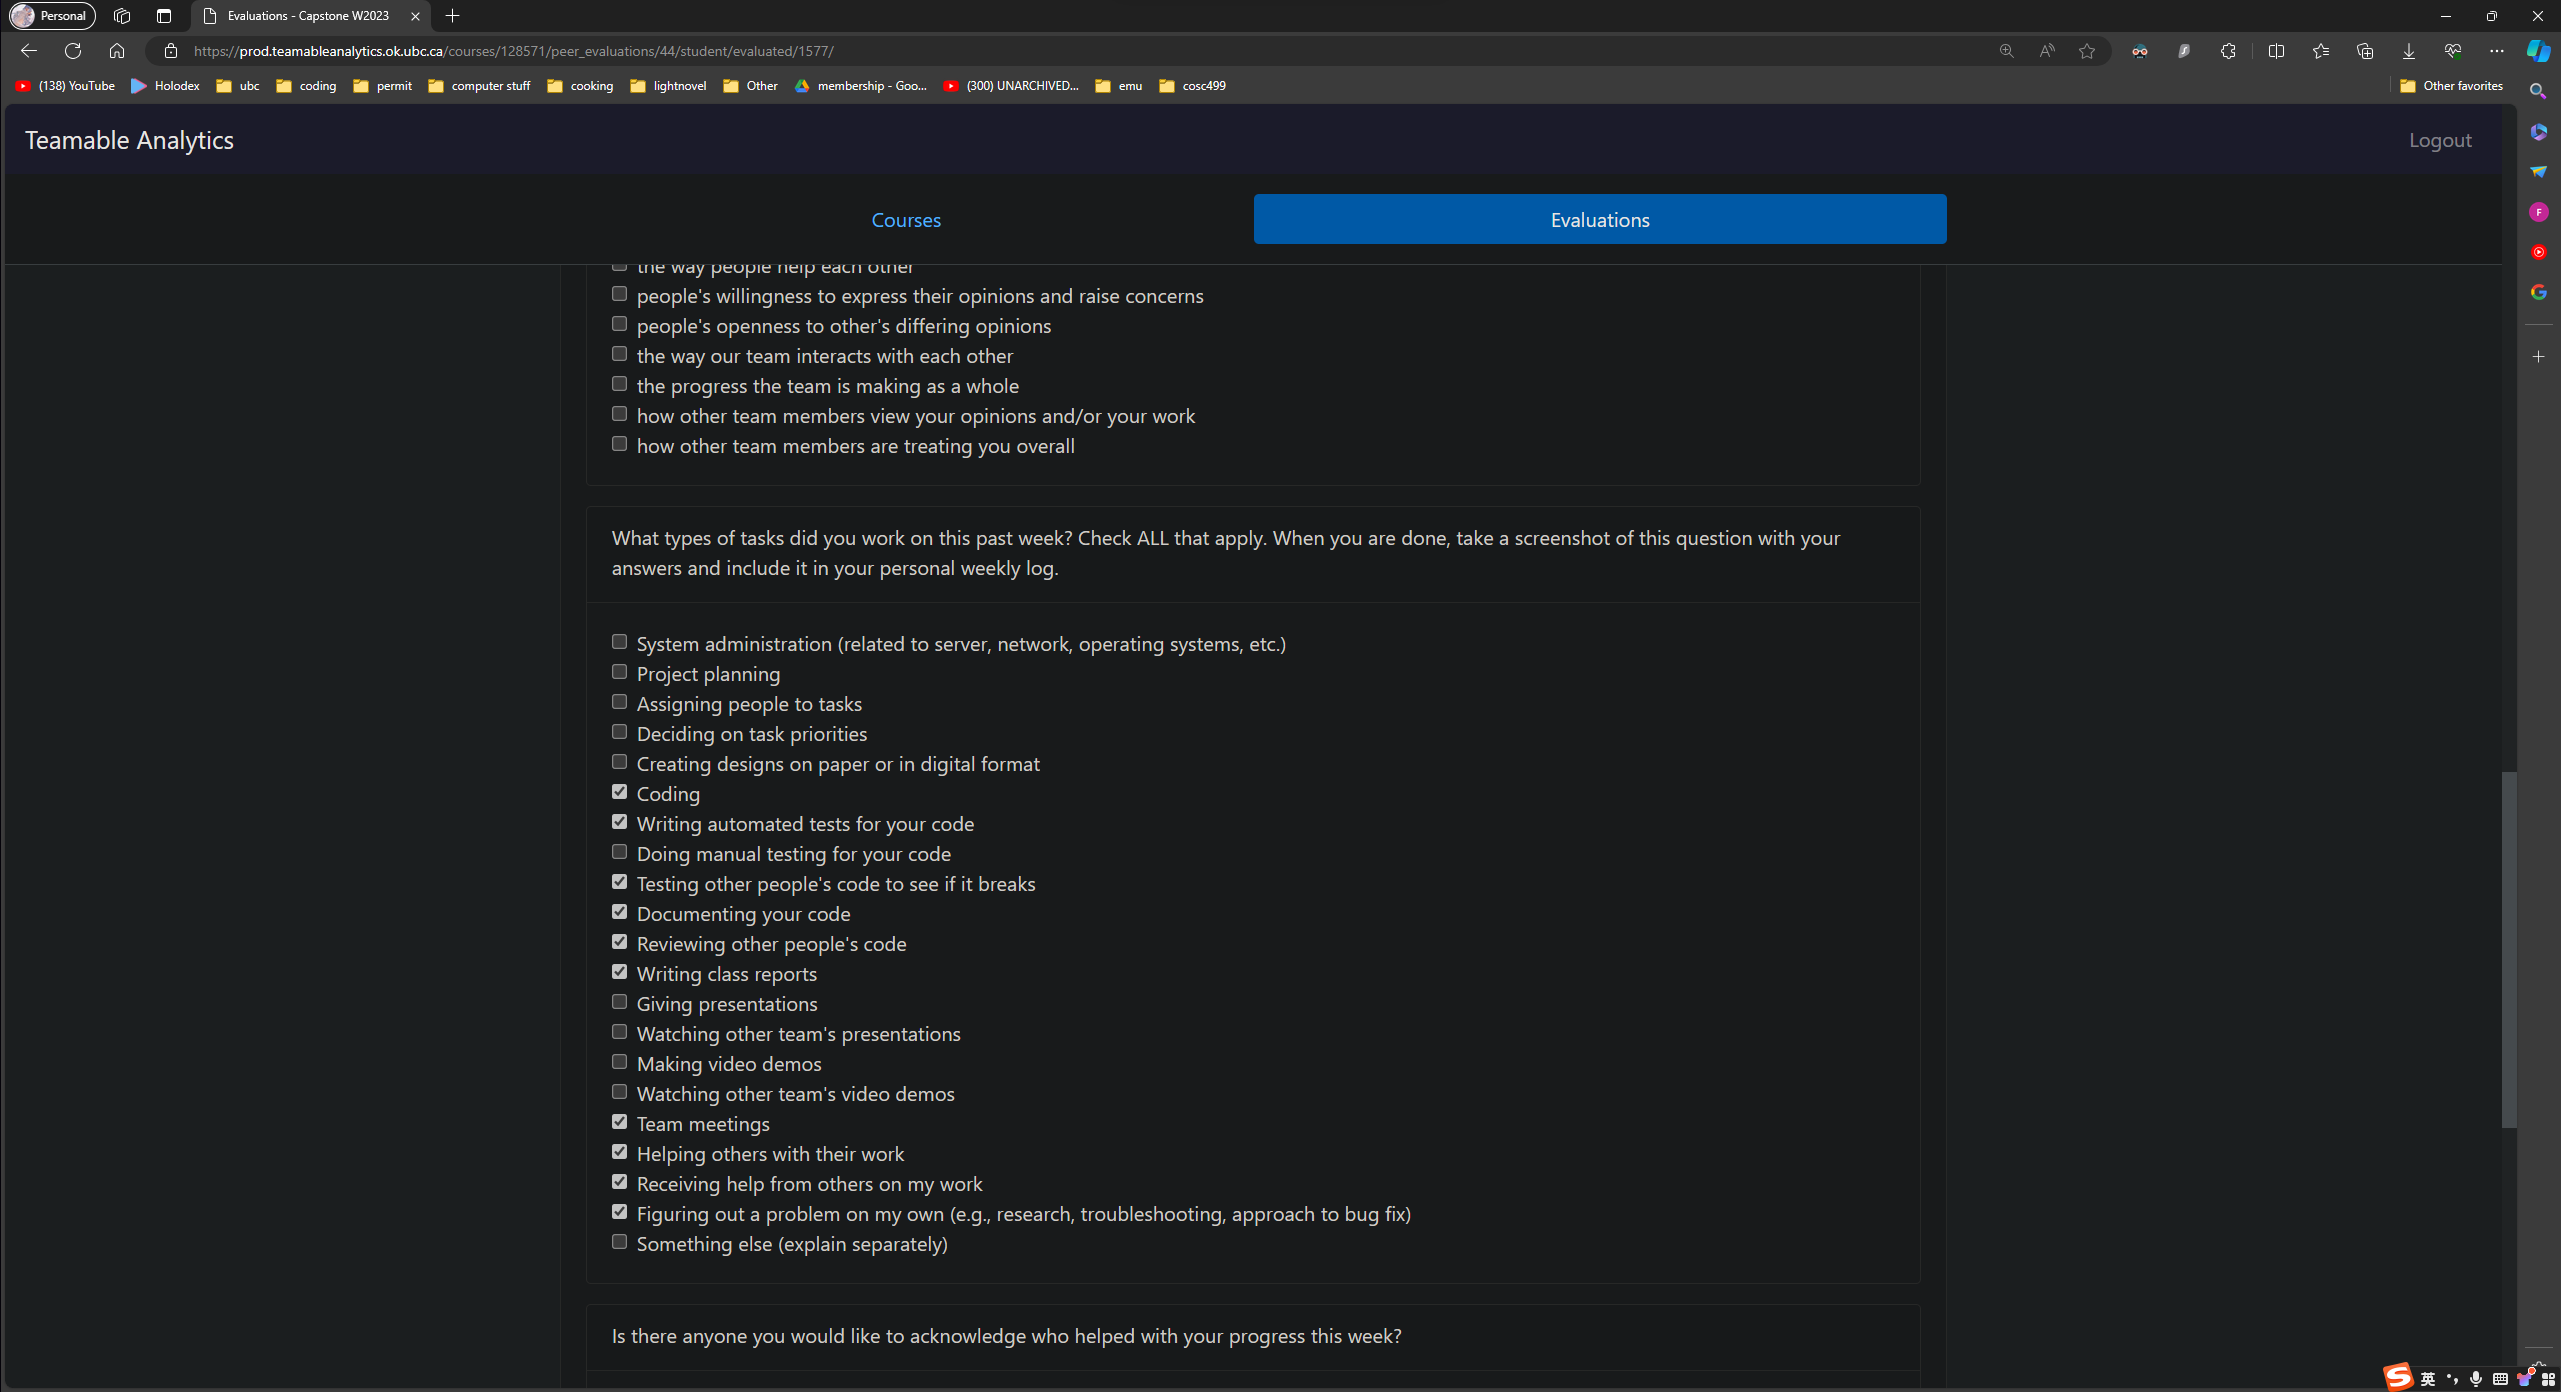 Personal
Evaluations - Capstone W2023
https://prod.teamableanalytics.ok.ubc.ca/courses/128571/peer_evaluations/44/student/evaluated/1577/
(138) YouTube
Holodex
ubc
coding
permit
computer stuff
cooking
lightnovel
Other
membership - Goo...
(300) UNARCHIVED...
emu
cosc499
Other favorites
Teamable Analytics
Logout
Courses
Evaluations
the way people help each other
people's willingness to express their opinions and raise concerns
people's openness to other's differing opinions
the way our team interacts with each other
the progress the team is making as a whole
how other team members view your opinions and/or your work
how other team members are treating you overall
What types of tasks did you work on this past week? Check ALL that apply. When you are done, take a screenshot of this question with your
answers and include it in your personal weekly log.
System administration (related to server, network, operating systems, etc.)
Project planning
Assigning people to tasks
Deciding on task priorities
Creating designs on paper or in digital format
Coding
Writing automated tests for your code
Doing manual testing for your code
Testing other people's code to see if it breaks
Documenting your code
Reviewing other people's code
Writing class reports
Giving presentations
Watching other team's presentations
Making video demos
Watching other team's video demos
Team meetings
Helping others with their work
Receiving help from others on my work
Figuring out a problem on my own (e.g., research, troubleshooting, approach to bug fix)
Something else (explain separately)
Is there anyone you would like to acknowledge who helped with your progress this week?
英